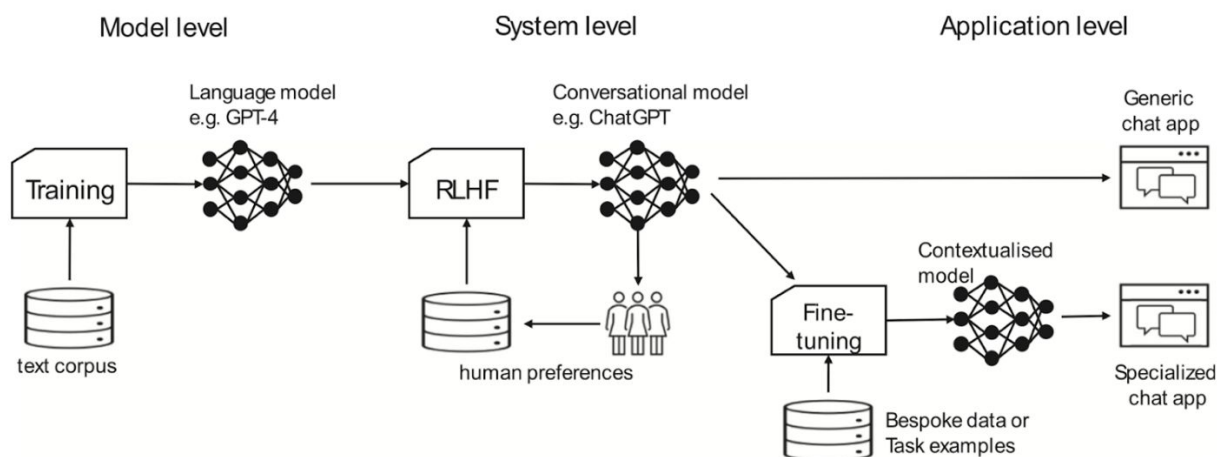 Model level
System level
Application level
Language model
e.g. GPT-4
Conversational model
e.g. ChatGPT
Generic
chat app
Training
RLHF
Contextualised
model
Fine-
tuning
text corpus
human preferences
Bespoke data or
Task examples
Specialized
chat app